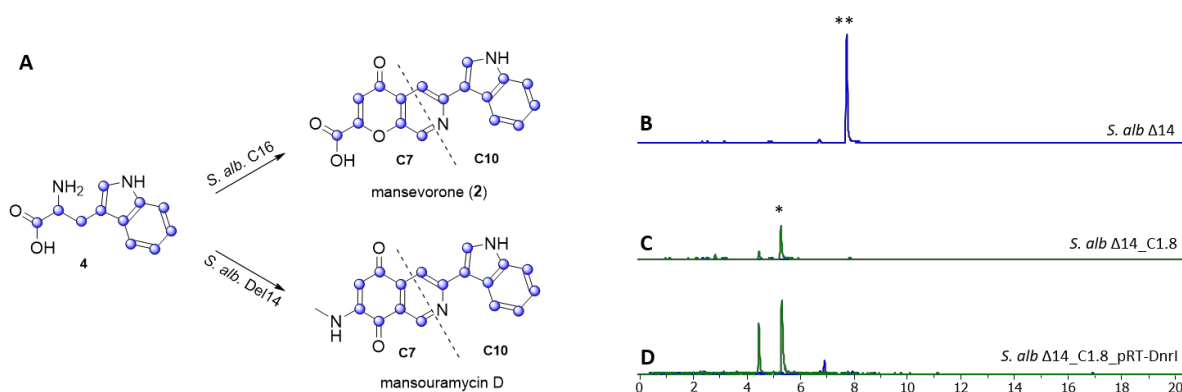 A
NH
O
O
O
OH
N
C7
C10
mansevorone (2)
S. alb. C16
NH2
NH
O
OH
4
S. alb. Del14
NH
O
N
N
H
O
C7
C10
mansouramycin D
**
B
S. alb Δ14
*
C
S. alb Δ14_C1.8
D
S. alb Δ14_C1.8_pRT-DnrI
0 2 4 6 8 10 12 14 16 18 20